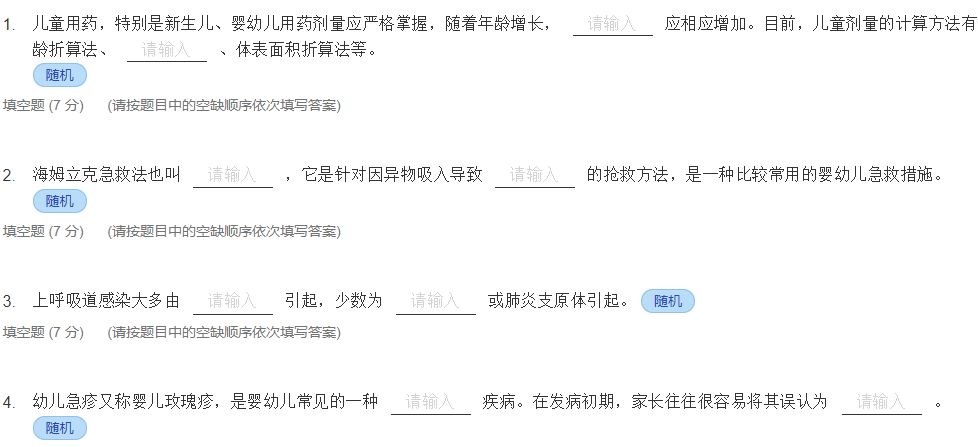 1. 儿童用药，特别是新生儿、婴幼儿用药剂量应严格掌握，随着年龄增长， 请输入 应相应增加。目前，儿童剂量的计算方法有
龄折算法、 请输入 、体表面积折算法等。
随机
填空题 (7 分) (请按题目中的空缺顺序依次填写答案)
2. 海姆立克急救法也叫 请输入 ，它是针对因异物吸入导致 请输入 的抢救方法，是一种比较常用的婴幼儿急救措施。
随机
填空题 (7 分) (请按题目中的空缺顺序依次填写答案)
3. 上呼吸道感染大多由 请输入 引起，少数为 请输入 或肺炎支原体引起。 随机
填空题 (7 分) (请按题目中的空缺顺序依次填写答案)
4. 幼儿急疹又称婴儿玫瑰疹，是婴幼儿常见的一种 请输入 疾病。在发病初期，家长往往很容易将其误认为 请输入 。
随机